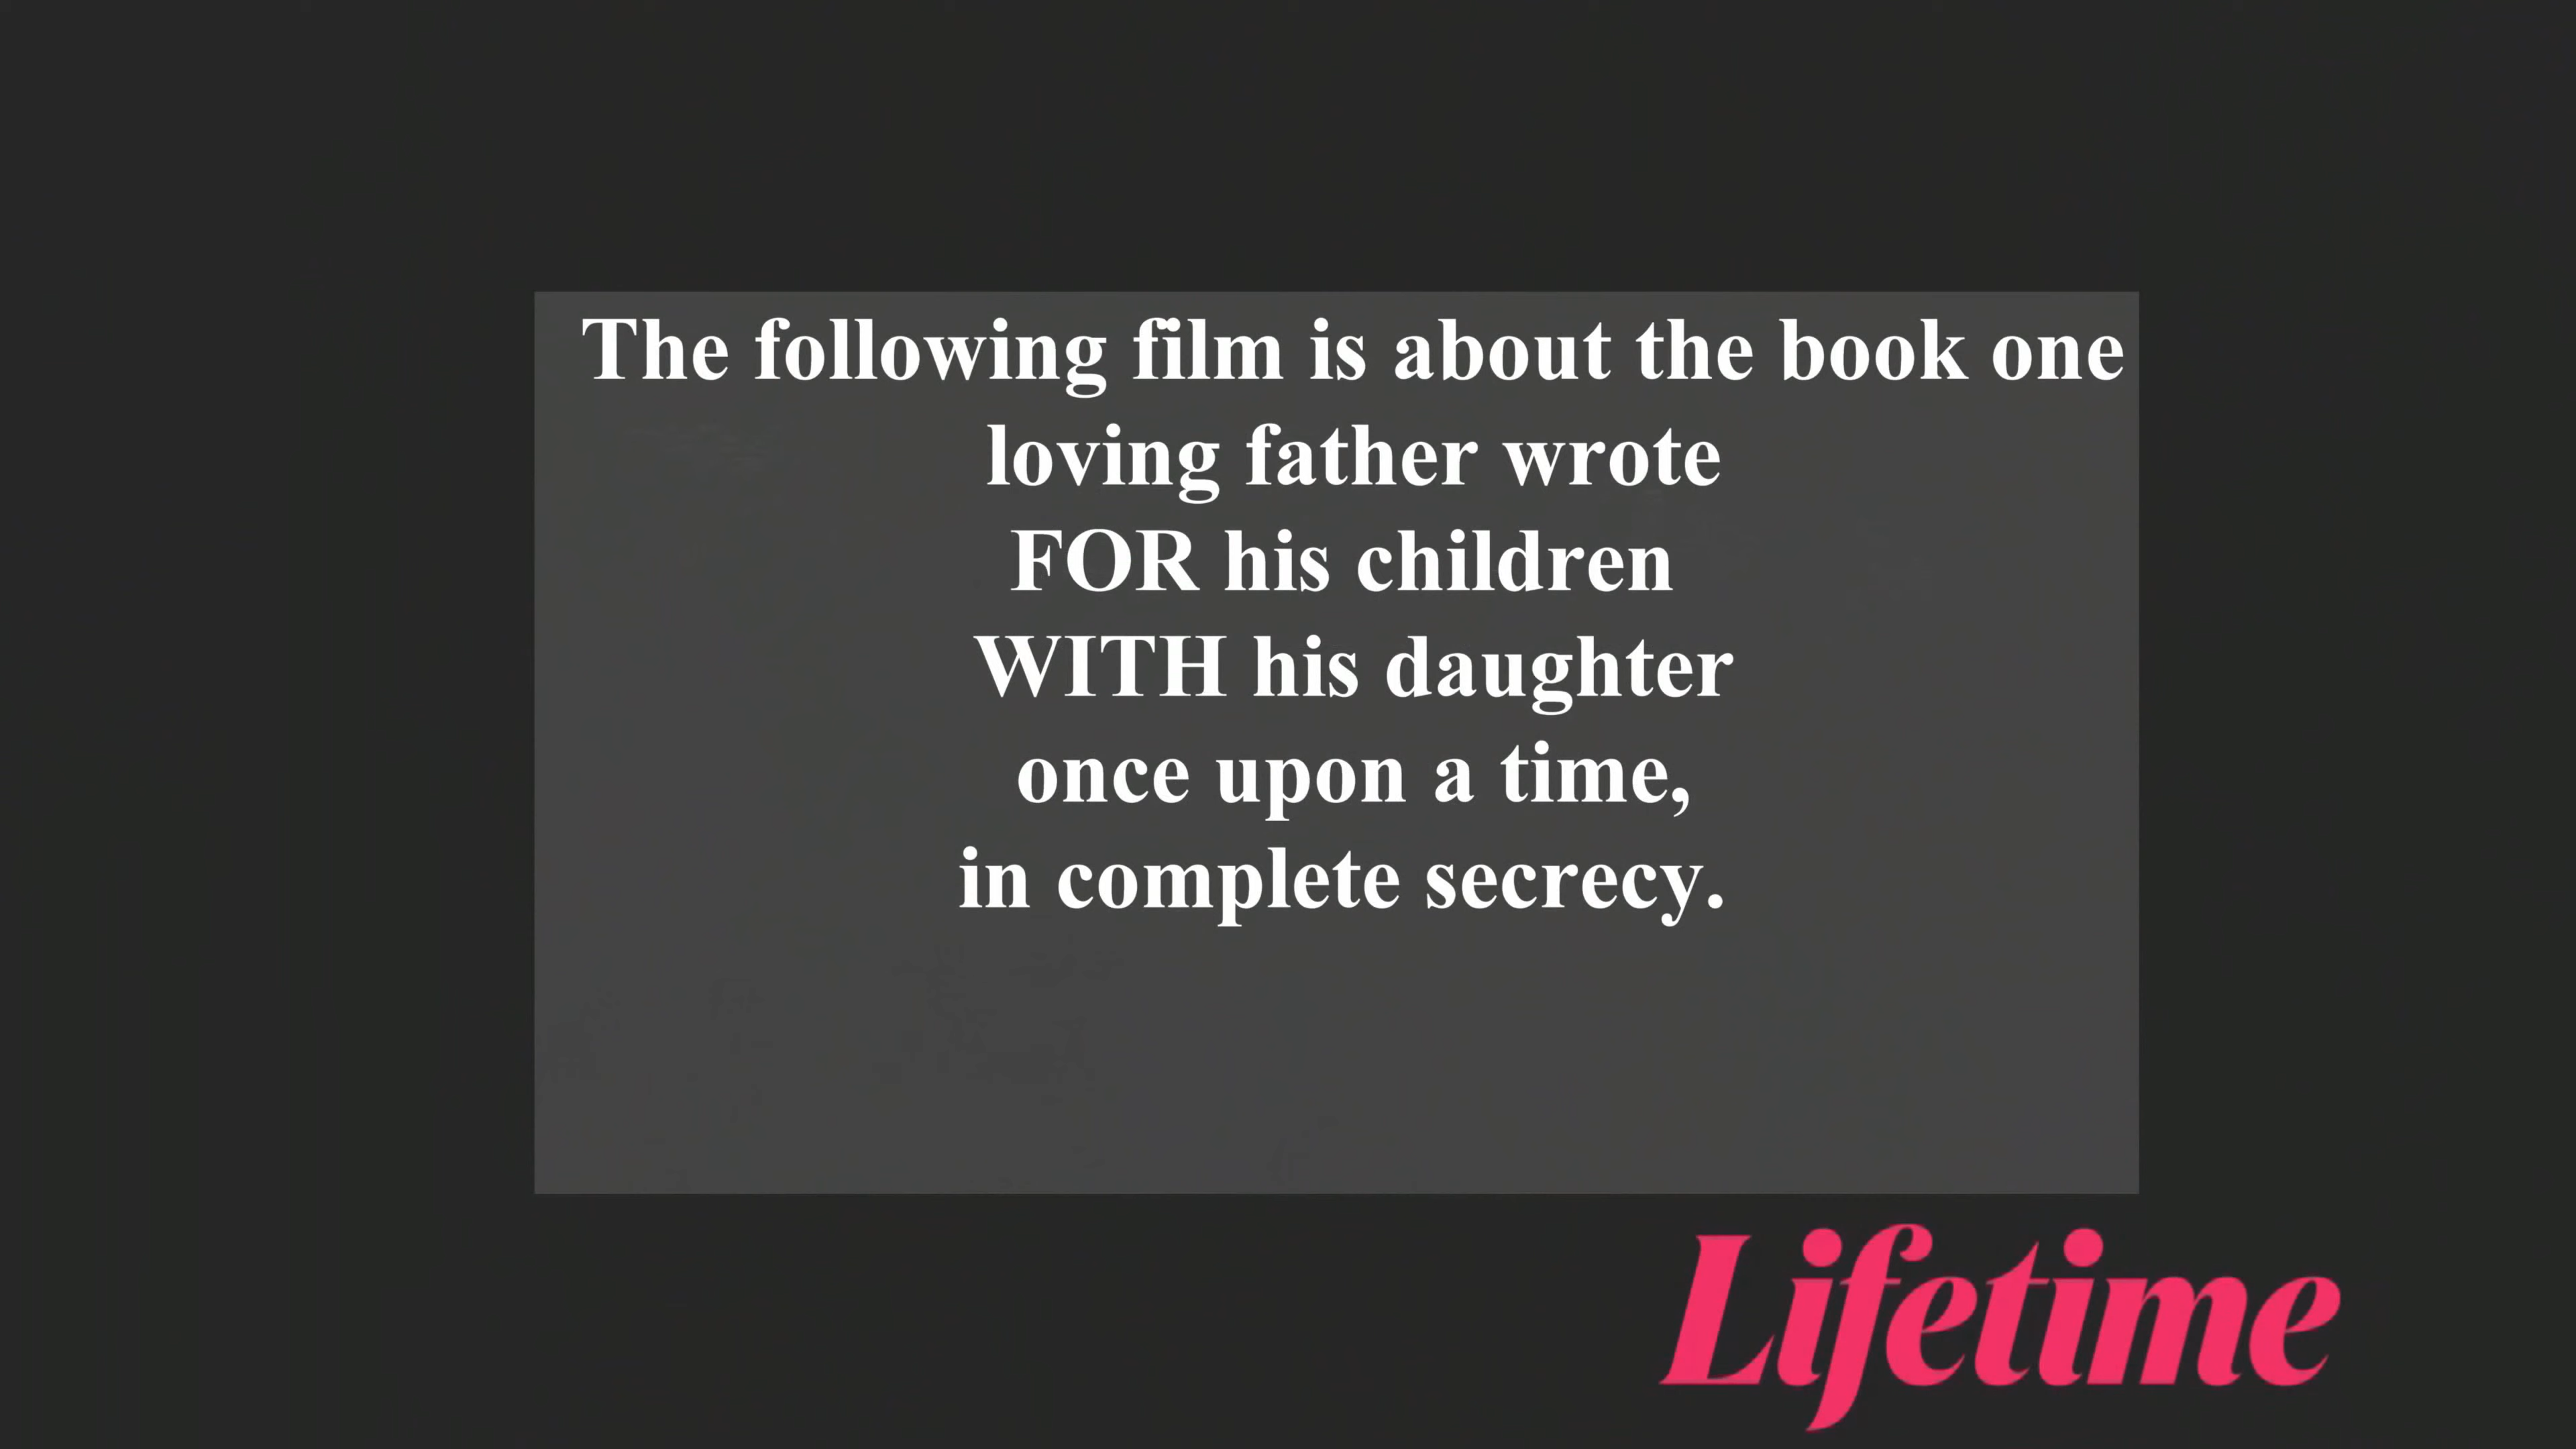 The following film is about the book one
loving father wrote
FOR his children
WITH his daughter
once upon a time,
in complete secrecy.
Lifetime